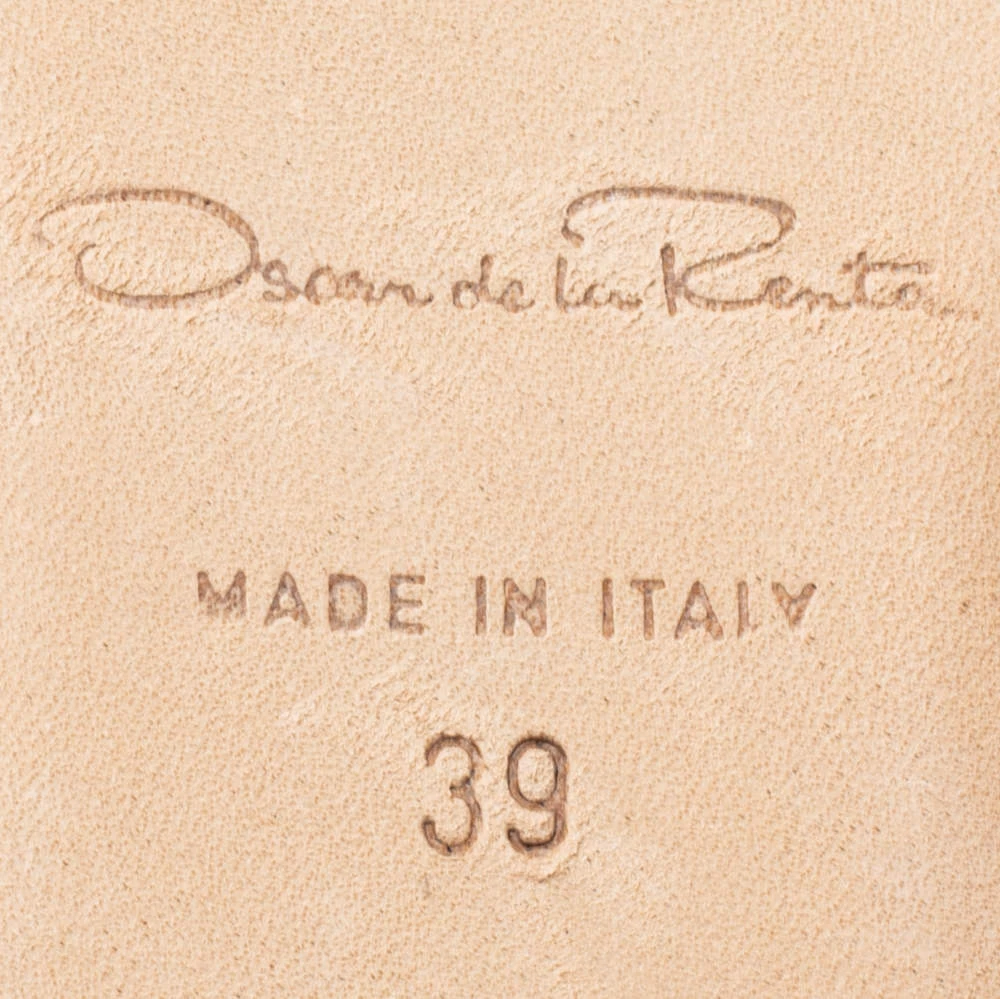 Oscar de la Renta
MADE IN ITALY
39